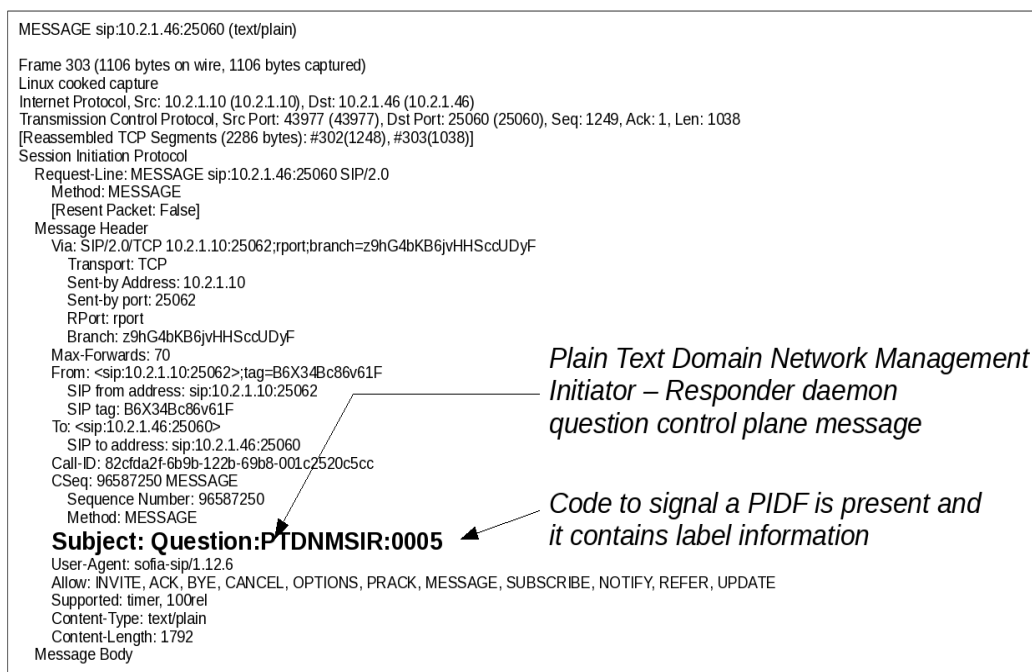 MESSAGE sip:10.2.1.46:25060 (text/plain)
Frame 303 (1106 bytes on wire, 1106 bytes captured)
Linux cooked capture
Internet Protocol, Src: 10.2.1.10 (10.2.1.10), Dst: 10.2.1.46 (10.2.1.46)
Transmission Control Protocol, Src Port: 43977 (43977), Dst Port: 25060 (25060), Seq: 1249, Ack: 1, Len: 1038
[Reassembled TCP Segments (2286 bytes): #302(1248), #303(1038)]
Session Initiation Protocol
Request-Line: MESSAGE sip:10.2.1.46:25060 SIP/2.0
Method: MESSAGE
[Resent Packet: False]
Message Header
Via: SIP/2.0/TCP 10.2.1.10:25062;rport;branch=z9hG4bKB6jvHHSccUDyF
Transport: TCP
Sent-by Address: 10.2.1.10
Sent-by port: 25062
RPort: rport
Branch: z9hG4bKB6jvHHSccUDyF
Max-Forwards: 70
From: <sip:10.2.1.10:25062>;tag=B6X34Bc86v61F
SIP from address: sip:10.2.1.10:25062
SIP tag: B6X34Bc86v61F
To: <sip:10.2.1.46:25060>
SIP to address: sip:10.2.1.46:25060
Call-ID: 82cfda2f-6b9b-122b-69b8-001c2520c5cc
CSeq: 96587250 MESSAGE
Sequence Number: 96587250
Method: MESSAGE
Subject: Question:PTDNMSIR:0005
User-Agent: sofia-sip/1.12.6
Allow: INVITE, ACK, BYE, CANCEL, OPTIONS, PRACK, MESSAGE, SUBSCRIBE, NOTIFY, REFER, UPDATE
Supported: timer, 100rel
Content-Type: text/plain
Content-Length: 1792
Message Body
Plain Text Domain Network Management
Initiator – Responder daemon
question control plane message
Code to signal a PIDF is present and
it contains label information